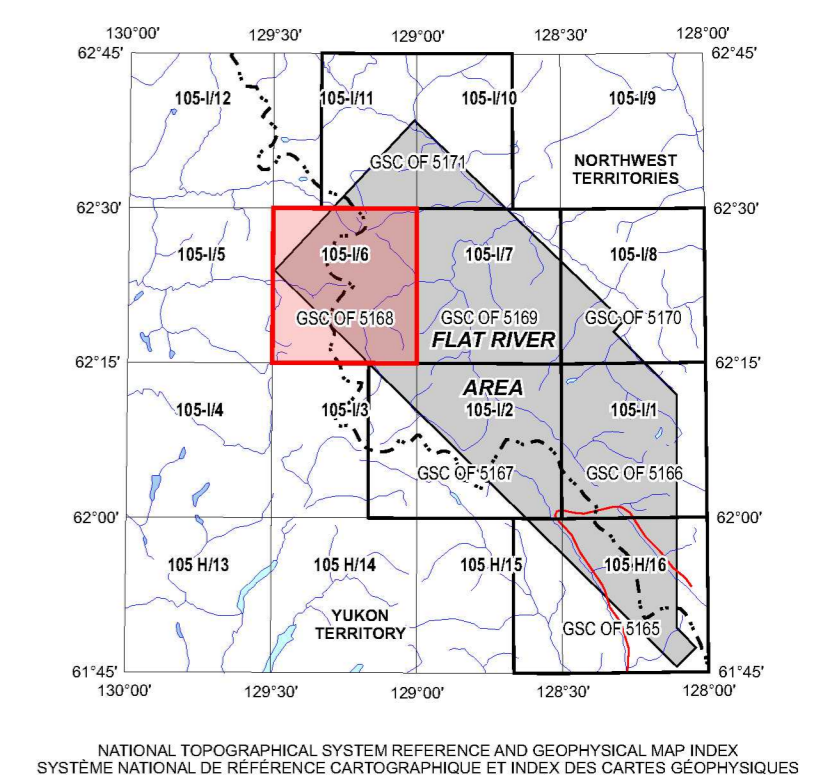 130°00' 129°30' 129°00' 128°30' 128°00'
62°45' 62°45'
105-I/12 105-I/11 105-I/10 105-I/9
GSC OF 5171
NORTHWEST
TERRITORIES
62°30' 62°30'
105-I/5 105-I/6 105-I/7 105-I/8
GSC OF 5168 GSC OF 5169 GSC OF 5170
FLAT RIVER
62°15' 62°15'
AREA
105-I/4 105-I/3 105-I/2 105-I/1
GSC OF 5167 GSC OF 5166
62°00' 62°00'
105 H/13 105 H/14 105 H/15 105 H/16
YUKON
TERRITORY
GSC OF 5165
61°45' 61°45'
130°00' 129°30' 129°00' 128°30' 128°00'
NATIONAL TOPOGRAPHICAL SYSTEM REFERENCE AND GEOPHYSICAL MAP INDEX
SYSTÈME NATIONAL DE RÉFÉRENCE CARTOGRAPHIQUE ET INDEX DES CARTES GÉOPHYSIQUES